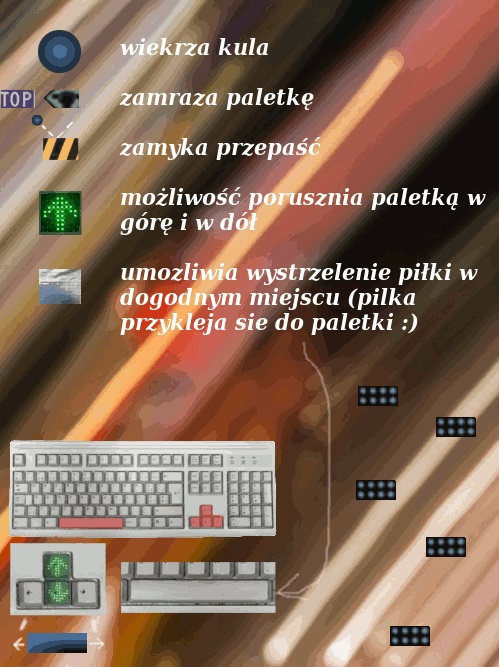 wiekrza kula
TOP
zamraza paletkę
zamyka przepaść
możliwość porusznia paletką w
górę i w dół
umozliwia wystrzelenie piłki w
dogodnym miejscu (pilka
przykleja sie do paletki :)